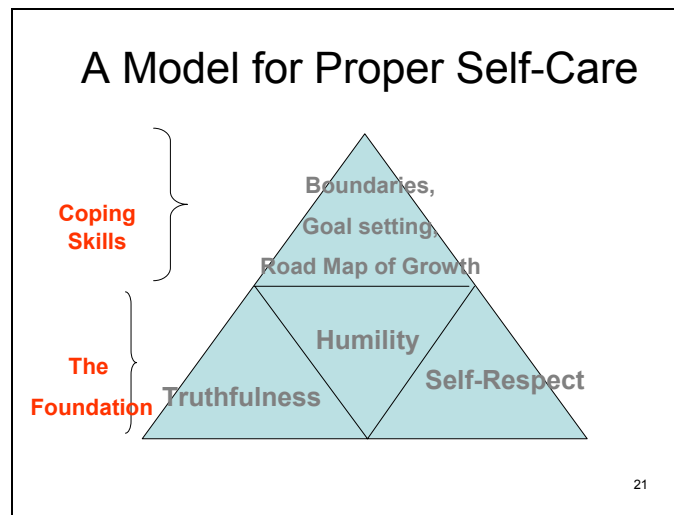 A Model for Proper Self-Care
Boundaries,
Goal setting,
Road Map of Growth
Coping
Skills
Humility
The
Foundation
Truthfulness
Self-Respect
21